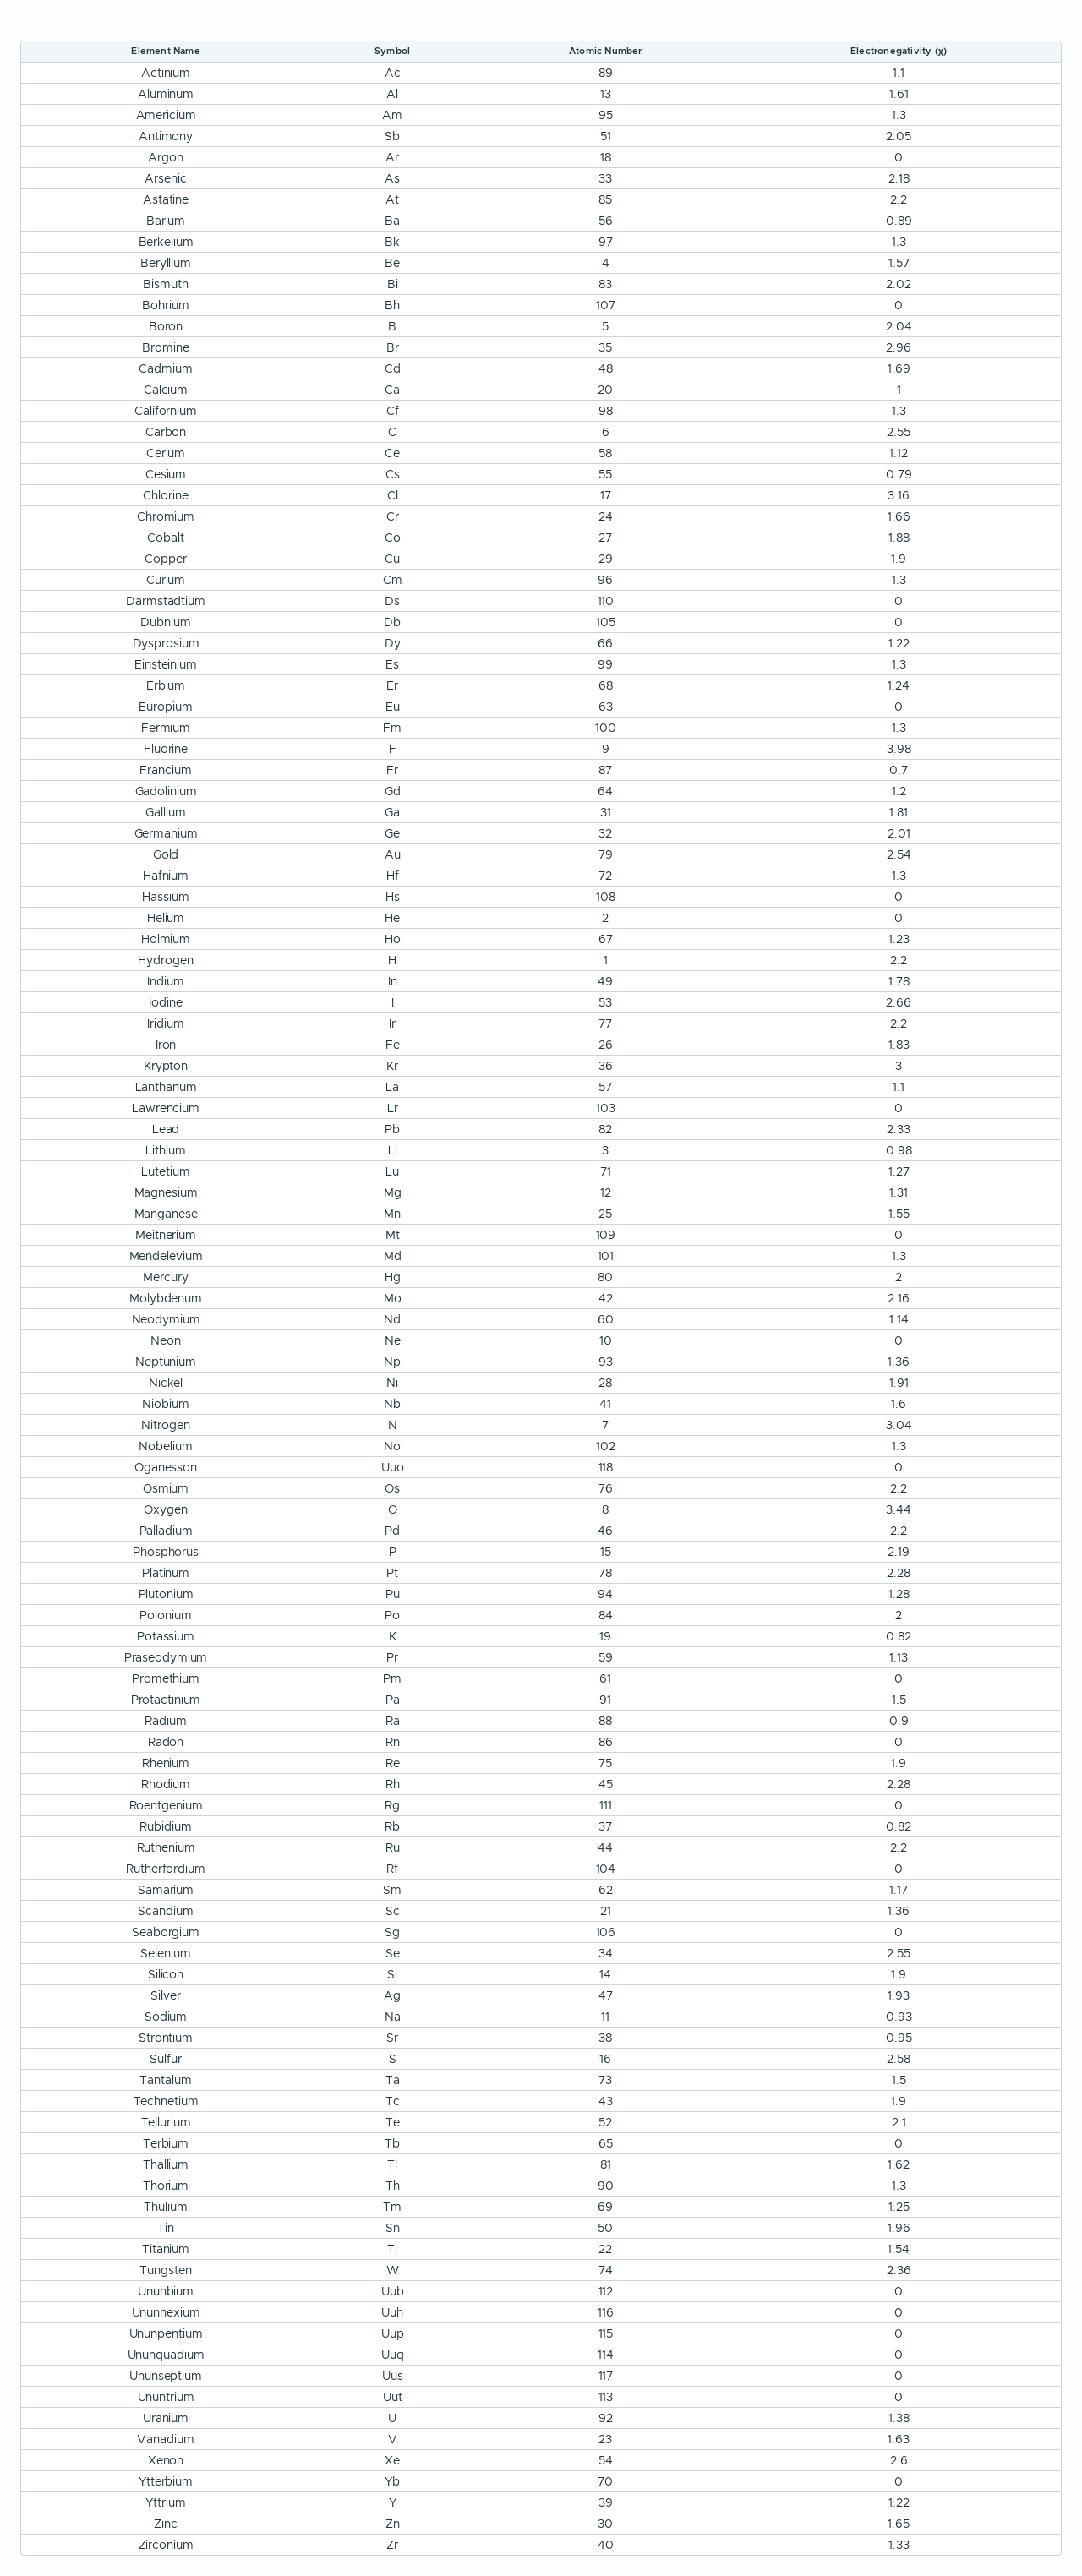 Element Name Symbol Atomic Number Electronegativity (χ)
Actinium Ac 89 1.1
Aluminum Al 13 1.61
Americium Am 95 1.3
Antimony Sb 51 2.05
Argon Ar 18 0
Arsenic As 33 2.18
Astatine At 85 2.2
Barium Ba 56 0.89
Berkelium Bk 97 1.3
Beryllium Be 4 1.57
Bismuth Bi 83 2.02
Bohrium Bh 107 0
Boron B 5 2.04
Bromine Br 35 2.96
Cadmium Cd 48 1.69
Calcium Ca 20 1
Californium Cf 98 1.3
Carbon C 6 2.55
Cerium Ce 58 1.12
Cesium Cs 55 0.79
Chlorine Cl 17 3.16
Chromium Cr 24 1.66
Cobalt Co 27 1.88
Copper Cu 29 1.9
Curium Cm 96 1.3
Darmstadtium Ds 110 0
Dubnium Db 105 0
Dysprosium Dy 66 1.22
Einsteinium Es 99 1.3
Erbium Er 68 1.24
Europium Eu 63 0
Fermium Fm 100 1.3
Fluorine F 9 3.98
Francium Fr 87 0.7
Gadolinium Gd 64 1.2
Gallium Ga 31 1.81
Germanium Ge 32 2.01
Gold Au 79 2.54
Hafnium Hf 72 1.3
Hassium Hs 108 0
Helium He 2 0
Holmium Ho 67 1.23
Hydrogen H 1 2.2
Indium In 49 1.78
Iodine I 53 2.66
Iridium Ir 77 2.2
Iron Fe 26 1.83
Krypton Kr 36 3
Lanthanum La 57 1.1
Lawrencium Lr 103 0
Lead Pb 82 2.33
Lithium Li 3 0.98
Lutetium Lu 71 1.27
Magnesium Mg 12 1.31
Manganese Mn 25 1.55
Meitnerium Mt 109 0
Mendelevium Md 101 1.3
Mercury Hg 80 2
Molybdenum Mo 42 2.16
Neodymium Nd 60 1.14
Neon Ne 10 0
Neptunium Np 93 1.36
Nickel Ni 28 1.91
Niobium Nb 41 1.6
Nitrogen N 7 3.04
Nobelium No 102 1.3
Oganesson Uuo 118 0
Osmium Os 76 2.2
Oxygen O 8 3.44
Palladium Pd 46 2.2
Phosphorus P 15 2.19
Platinum Pt 78 2.28
Plutonium Pu 94 1.28
Polonium Po 84 2
Potassium K 19 0.82
Praseodymium Pr 59 1.13
Promethium Pm 61 0
Protactinium Pa 91 1.5
Radium Ra 88 0.9
Radon Rn 86 0
Rhenium Re 75 1.9
Rhodium Rh 45 2.28
Roentgenium Rg 111 0
Rubidium Rb 37 0.82
Ruthenium Ru 44 2.2
Rutherfordium Rf 104 0
Samarium Sm 62 1.17
Scandium Sc 21 1.36
Seaborgium Sg 106 0
Selenium Se 34 2.55
Silicon Si 14 1.9
Silver Ag 47 1.93
Sodium Na 11 0.93
Strontium Sr 38 0.95
Sulfur S 16 2.58
Tantalum Ta 73 1.5
Technetium Tc 43 1.9
Tellurium Te 52 2.1
Terbium Tb 65 0
Thallium Tl 81 1.62
Thorium Th 90 1.3
Thulium Tm 69 1.25
Tin Sn 50 1.96
Titanium Ti 22 1.54
Tungsten W 74 2.36
Ununbium Uub 112 0
Ununhexium Uuh 116 0
Ununpentium Uup 115 0
Ununquadium Uuq 114 0
Ununseptium Uus 117 0
Ununtrium Uut 113 0
Uranium U 92 1.38
Vanadium V 23 1.63
Xenon Xe 54 2.6
Ytterbium Yb 70 0
Yttrium Y 39 1.22
Zinc Zn 30 1.65
Zirconium Zr 40 1.33